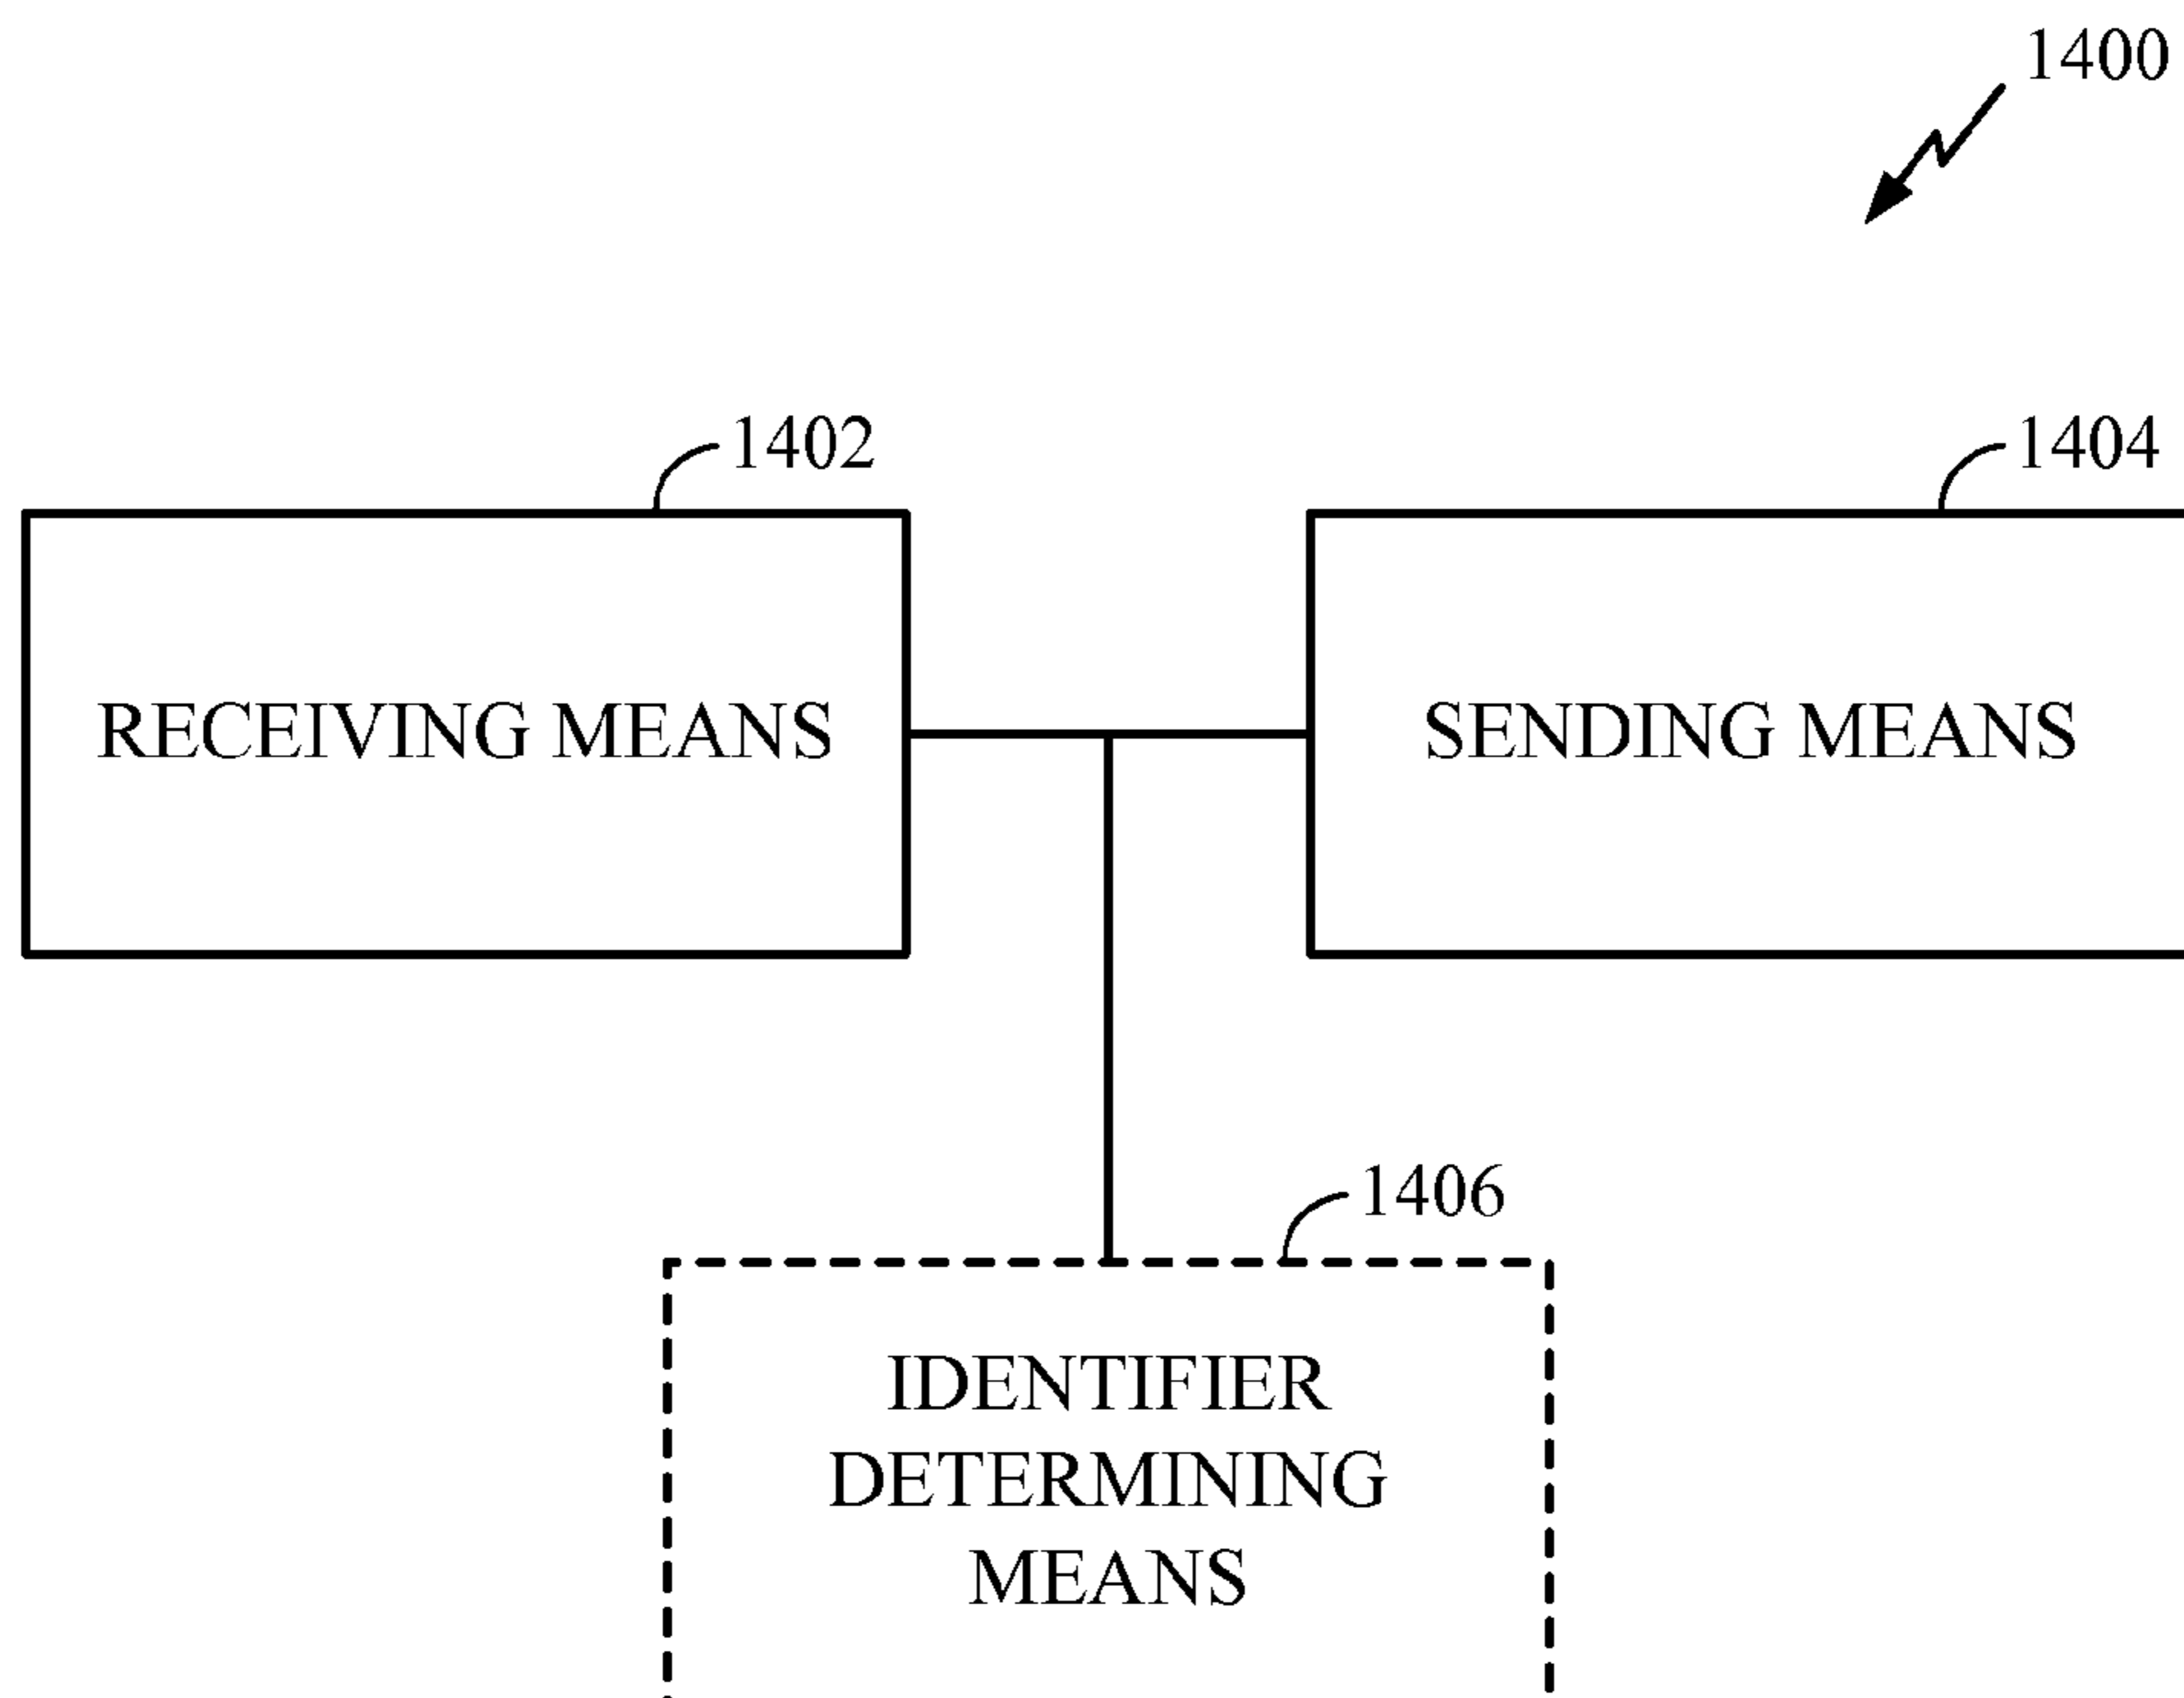 1400
1402
1404
RECEIVING MEANS
SENDING MEANS
1406
IDENTIFIER
DETERMINING
MEANS